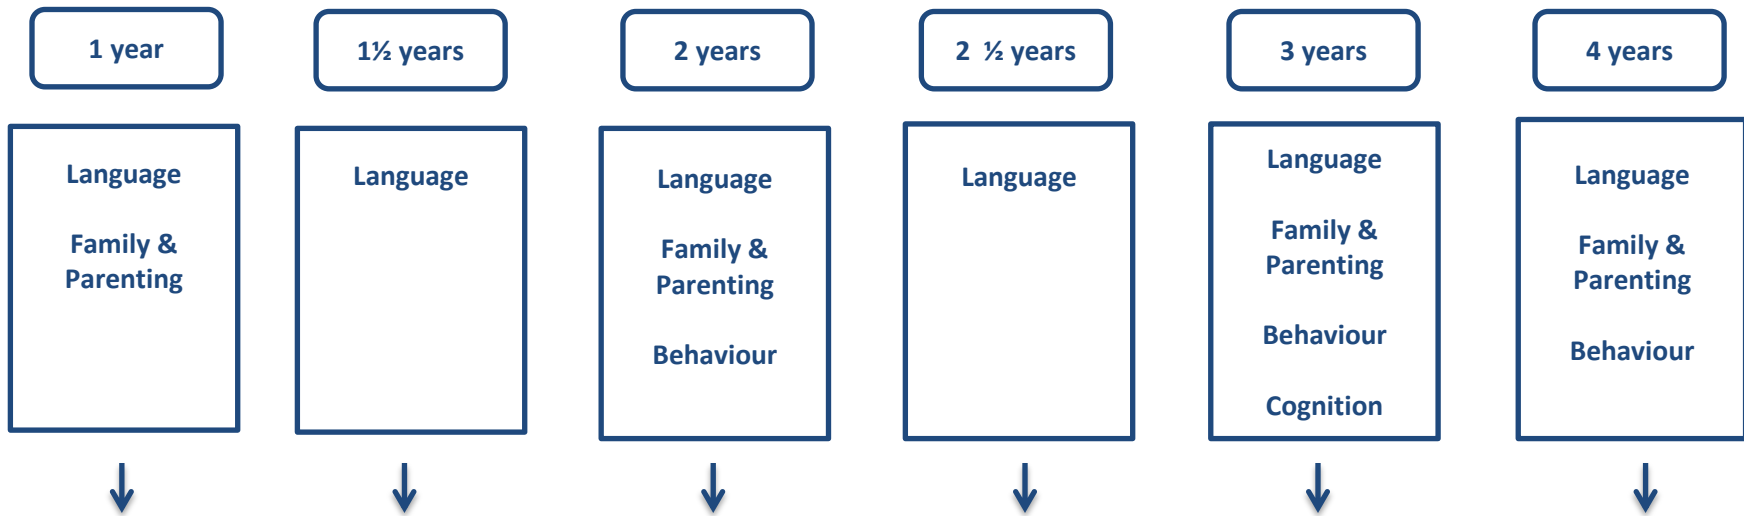 1 year
1½ years
2 years
2 ½ years
3 years
4 years
Language
Family &
Parenting
Language
Language
Family &
Parenting
Behaviour
Language
Language
Family &
Parenting
Behaviour
Cognition
Language
Family &
Parenting
Behaviour